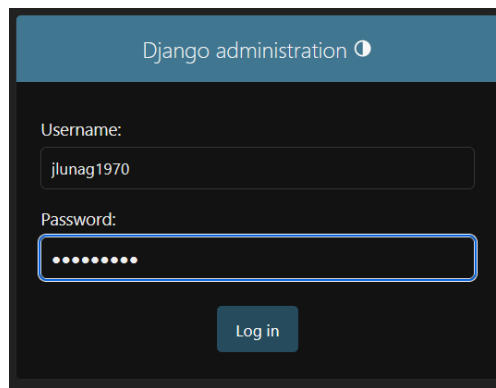 Django administration
Username:
jlunag1970
Password:
•••••••••
Log in